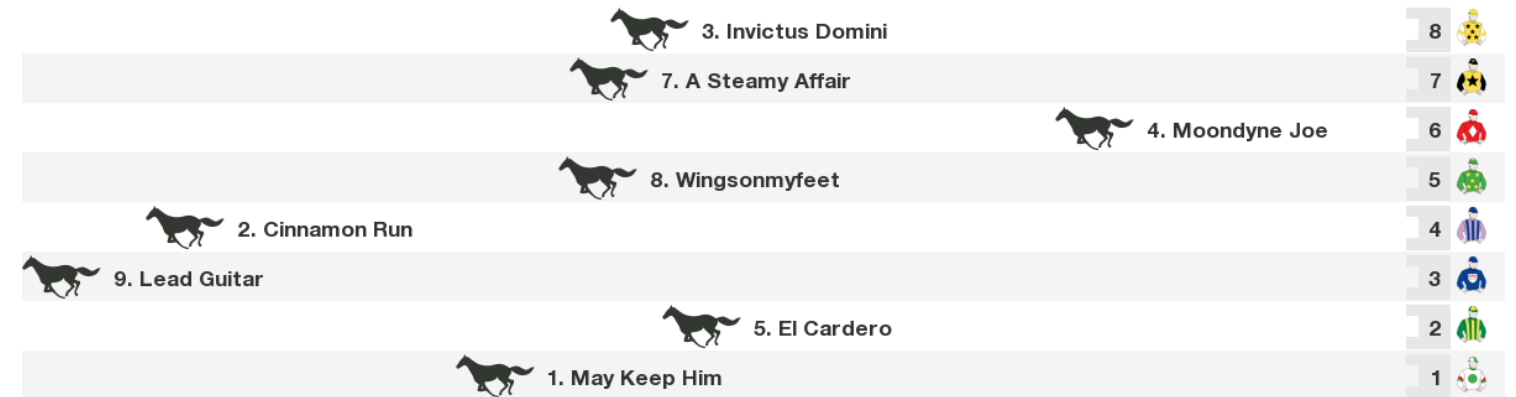 3. Invictus Domini 8
7. A Steamy Affair 7
4. Moondyne Joe 6
8. Wingsonmyfeet 5
2. Cinnamon Run 4
9. Lead Guitar 3
5. El Cardero 2
1. May Keep Him 1